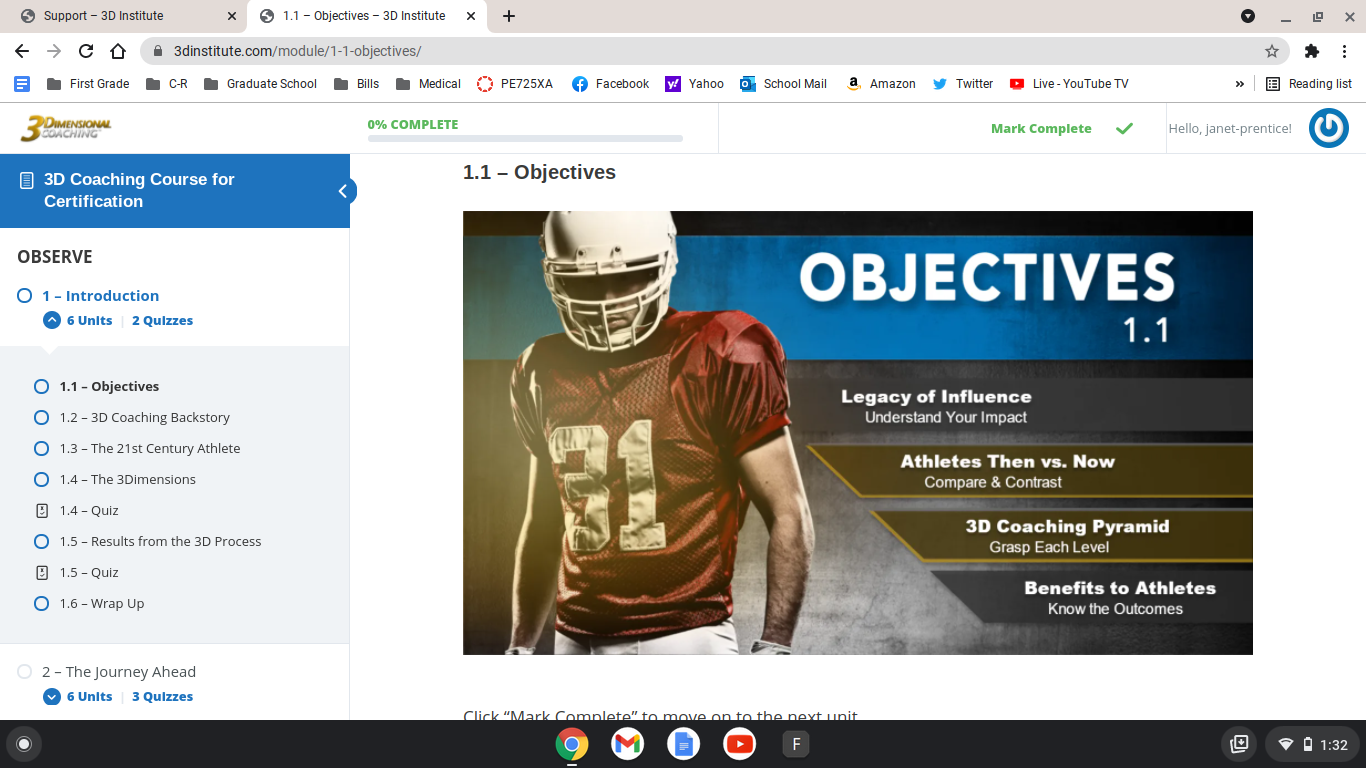 Support – 3D Institute
1.1 – Objectives – 3D Institute
3dinstitute.com/module/1-1-objectives/
First Grade
C-R
Graduate School
Bills
Medical
PE725XA
Facebook
Yahoo
School Mail
Amazon
Twitter
Live - YouTube TV
»
Reading list
3DIMENSIONAL
COACHING
0% COMPLETE
Mark Complete
Hello, janet-prentice!
3D Coaching Course for
Certification
OBSERVE
1 – Introduction
6 Units | 2 Quizzes
1.1 – Objectives
1.2 – 3D Coaching Backstory
1.3 – The 21st Century Athlete
1.4 – The 3Dimensions
1.4 – Quiz
1.5 – Results from the 3D Process
1.5 – Quiz
1.6 – Wrap Up
2 – The Journey Ahead
6 Units | 3 Quizzes
1.1 – Objectives
OBJECTIVES
1.1
Legacy of Influence
Understand Your Impact
Athletes Then vs. Now
Compare & Contrast
3D Coaching Pyramid
Grasp Each Level
Benefits to Athletes
Know the Outcomes
81
Click “Mark Complete” to move on to the next unit
F
1:32